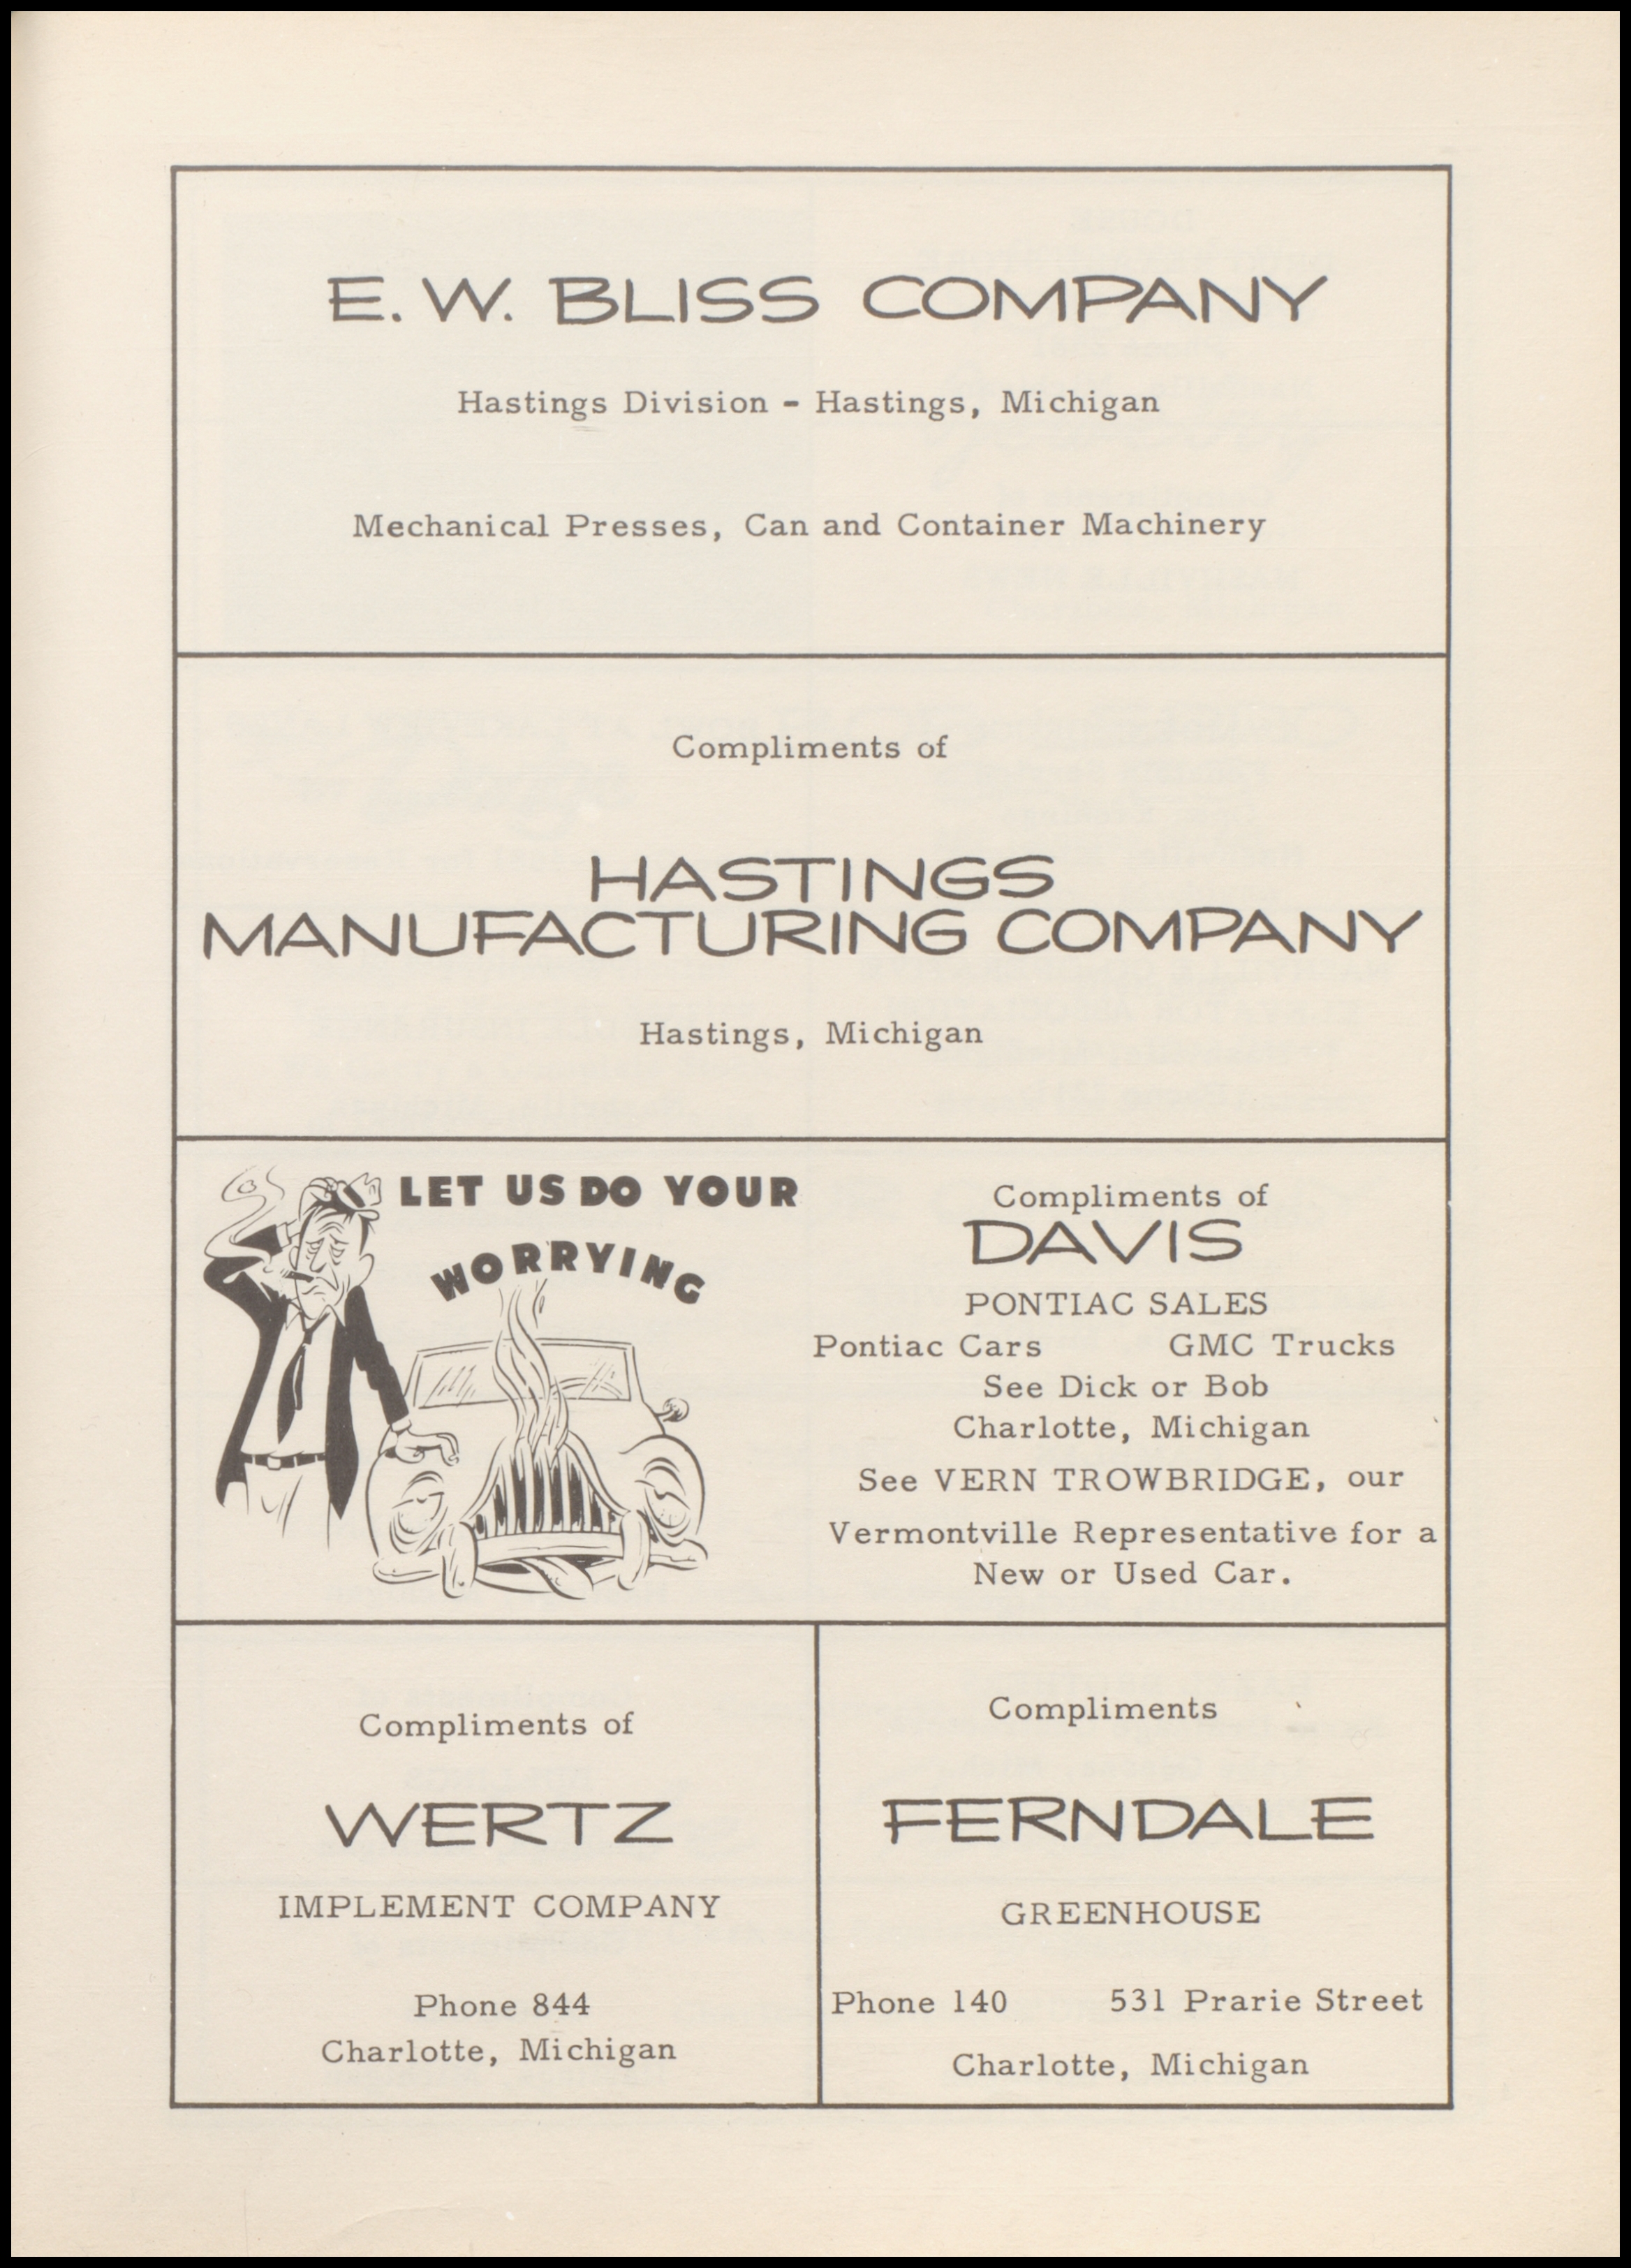 E. W. BLISS COMPANY
Hastings Division - Hastings, Michigan
Mechanical Presses, Can and Container Machinery
Compliments of
HASTINGS
MANUFACTURING COMPANY
Hastings, Michigan
LET US DO YOUR
WORRYING
Compliments of
DAVIS
PONTIAC SALES
Pontiac Cars GMC Trucks
See Dick or Bob
Charlotte, Michigan
See VERN TROWBRIDGE, our
Vermontville Representative for a
New or Used Car.
Compliments of
WERTZ
IMPLEMENT COMPANY
Phone 844
Charlotte, Michigan
Compliments
FERNDALE
GREENHOUSE
Phone 140 531 Prarie Street
Charlotte, Michigan